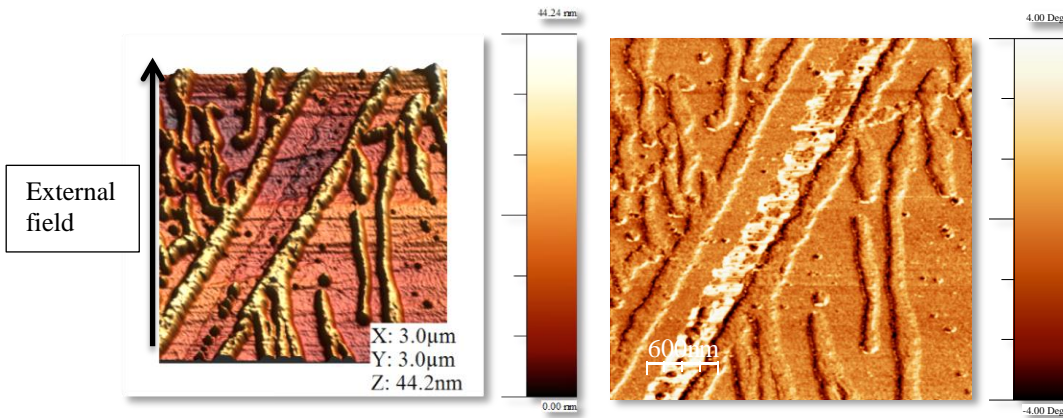 44.24 nm
External
field
X: 3.0µm
Y: 3.0µm
Z: 44.2nm
0.00 nm
600µm
4.00 Deg
-4.00 Deg